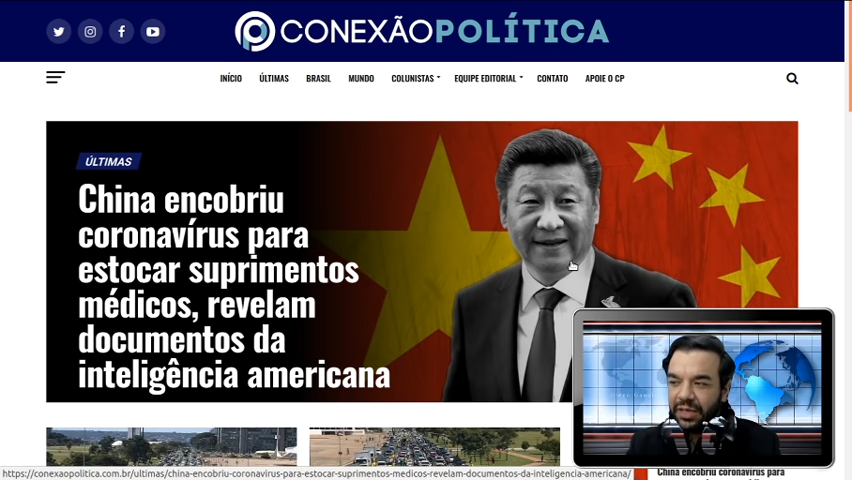 CONEXÃOPOLÍTICA
INÍCIO ÚLTIMAS BRASIL MUNDO COLUNISTAS EQUIPE EDITORIAL CONTATO APOIE O CP
ÚLTIMAS
China encobriu
coronavírus para
estocar suprimentos
médicos, revelam
documentos da
inteligência americana
China encobriu coronavírus para
https://conexaopolitica.com.br/ultimas/china-encobriu-coronavirus-para-estocar-suprimentos-medicos-revelam-documentos-da-inteligencia-americana/